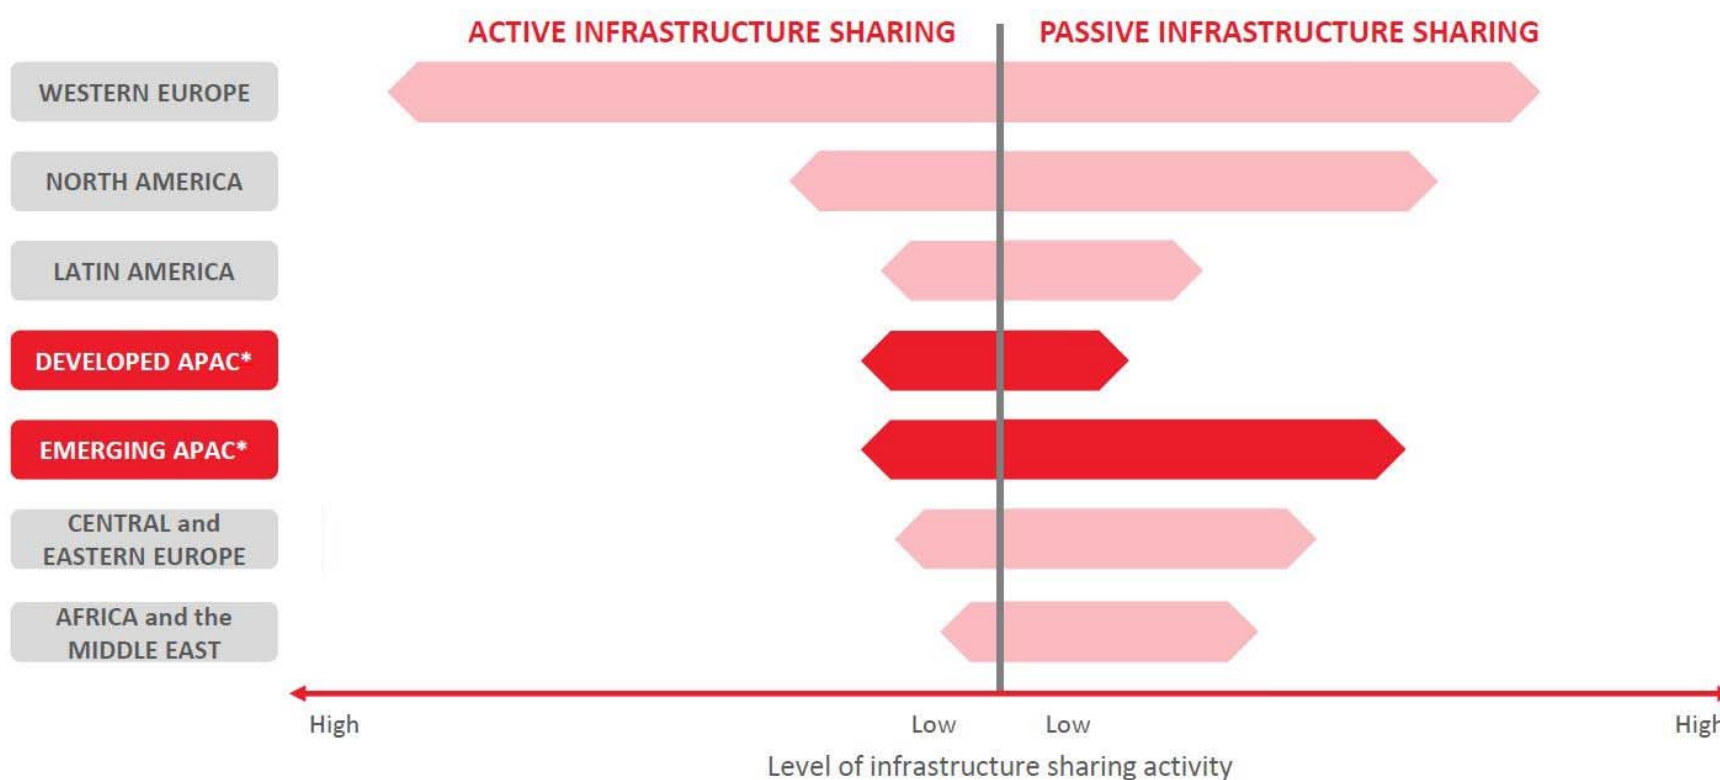 ACTIVE INFRASTRUCTURE SHARING
PASSIVE INFRASTRUCTURE SHARING
WESTERN EUROPE
NORTH AMERICA
LATIN AMERICA
DEVELOPED APAC*
EMERGING APAC*
CENTRAL and
EASTERN EUROPE
AFRICA and the
MIDDLE EAST
High
Low
Low
High
Level of infrastructure sharing activity